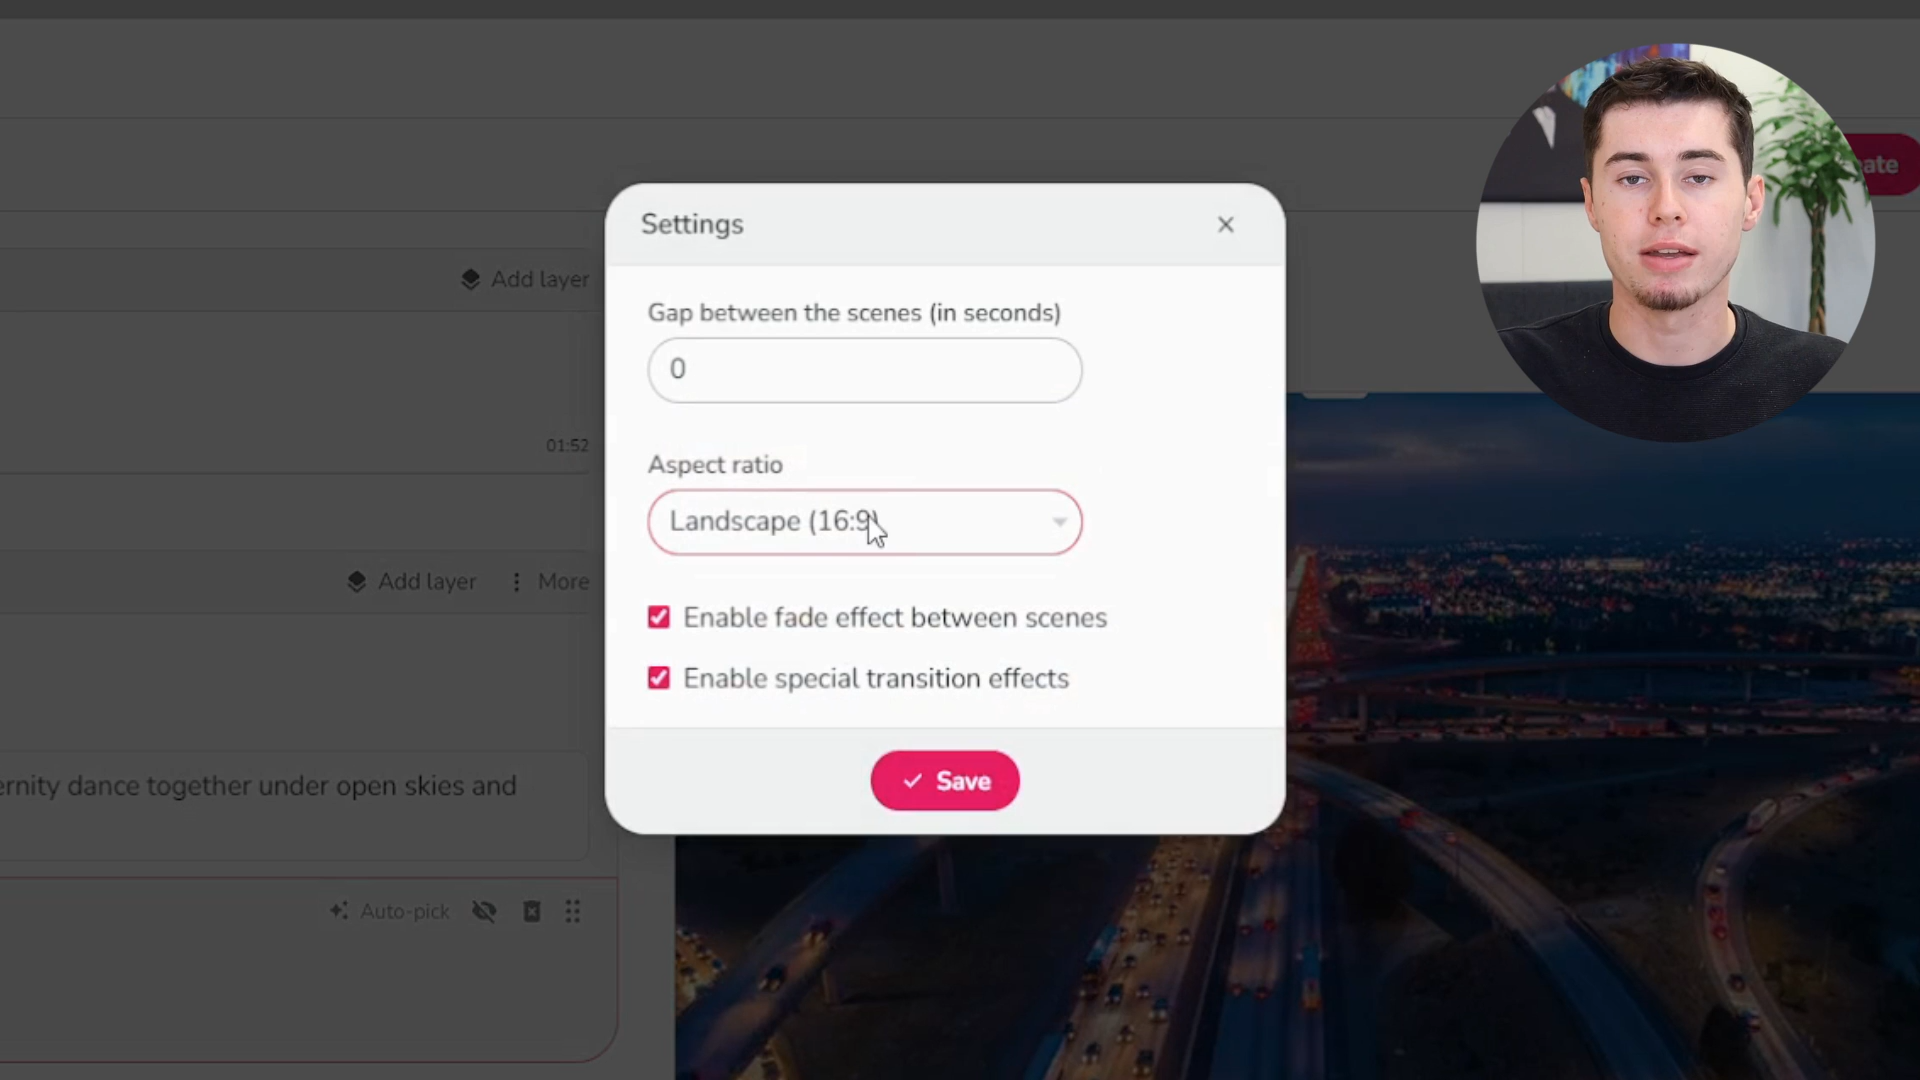 Settings
Gap between the scenes (in seconds)
0
Aspect ratio
Landscape (16:9)
Enable fade effect between scenes
Enable special transition effects
Save
Add layer
01:52
Add layer
More
ernity dance together under open skies and
Auto-pick
ate